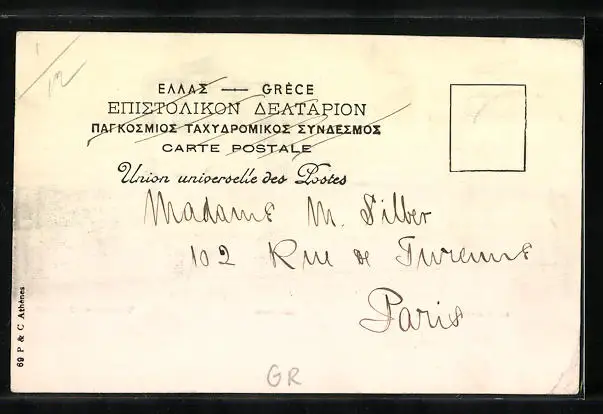 12
ΕΛΛΑΣ — GRÈCE
ΕΠΙΣΤΟΛΙΚΟΝ ΔΕΛΤΑΡΙΟΝ
ΠΑΓΚΟΣΜΙΟΣ ΤΑΧΥΔΡΟΜΙΚΟΣ ΣΥΝΔΕΣΜΟΣ
CARTE POSTALE
Union universelle des Postes
Madame M. Silber
102 Rue de Turenne
Paris
69 P & C Athènes
GR